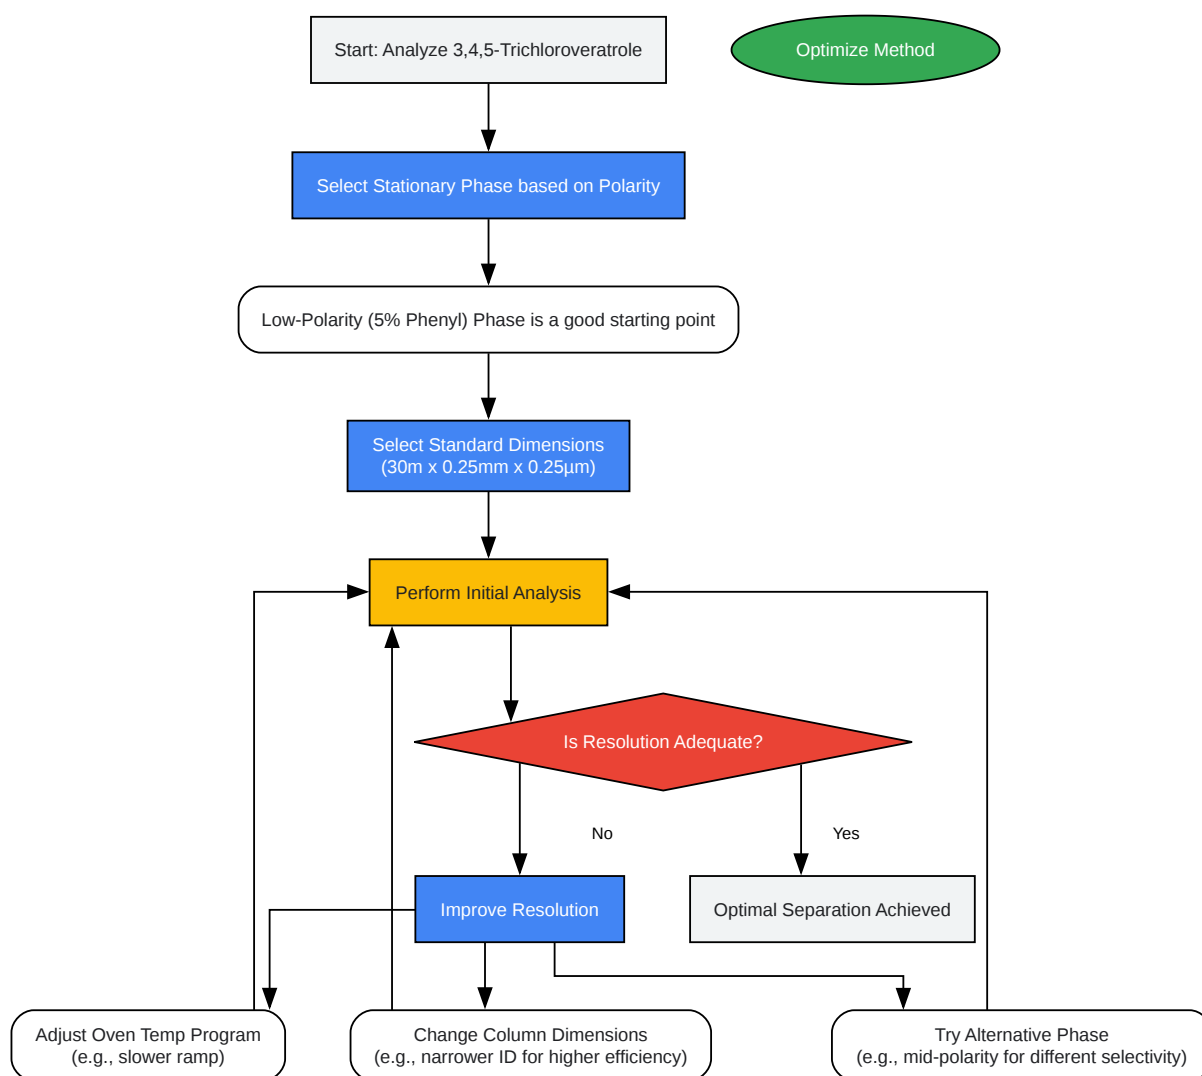 Start: Analyze 3,4,5-Trichloroveratrole
Optimize Method
Select Stationary Phase based on Polarity
Low-Polarity (5% Phenyl) Phase is a good starting point
Select Standard Dimensions
(30m x 0.25mm x 0.25µm)
Perform Initial Analysis
Is Resolution Adequate?
No
Yes
Improve Resolution
Optimal Separation Achieved
Adjust Oven Temp Program
(e.g., slower ramp)
Change Column Dimensions
(e.g., narrower ID for higher efficiency)
Try Alternative Phase
(e.g., mid-polarity for different selectivity)